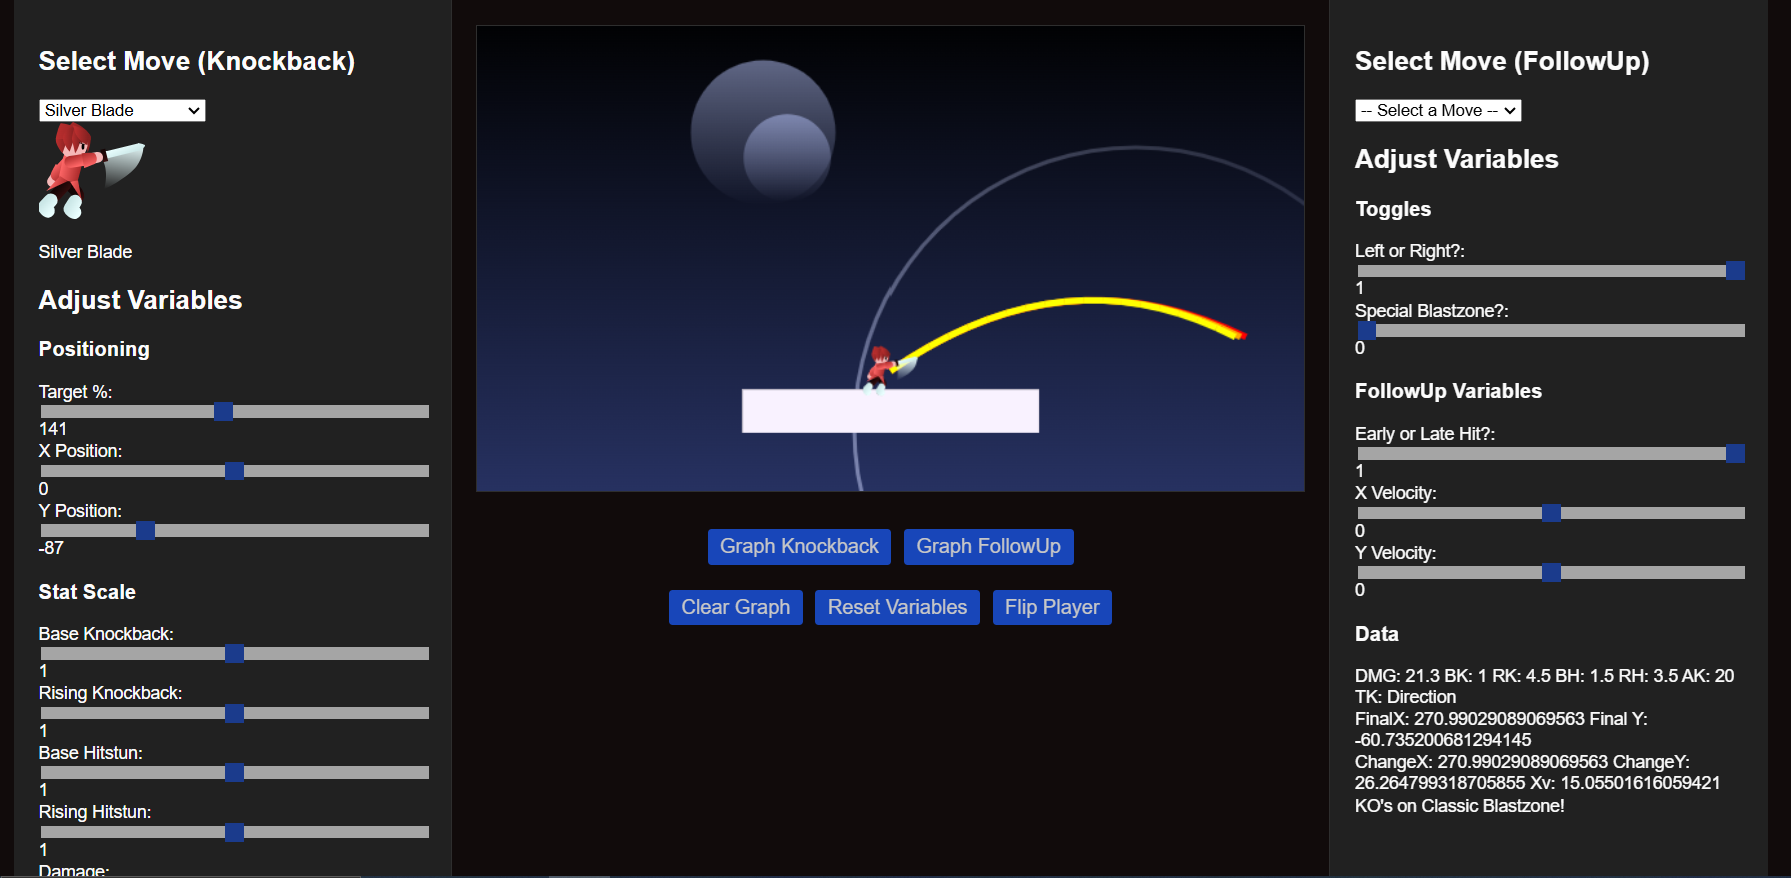 Select Move (Knockback)
Silver Blade
Silver Blade
Adjust Variables
Positioning
Target %:
141
X Position:
0
Y Position:
-87
Stat Scale
Base Knockback:
1
Rising Knockback:
1
Base Hitstun:
1
Rising Hitstun:
1
Damage:
Graph Knockback
Graph FollowUp
Clear Graph
Reset Variables
Flip Player
Select Move (FollowUp)
-- Select a Move --
Adjust Variables
Toggles
Left or Right?:
1
Special Blastzone?:
0
FollowUp Variables
Early or Late Hit?:
1
X Velocity:
0
Y Velocity:
0
Data
DMG: 21.3 BK: 1 RK: 4.5 BH: 1.5 RH: 3.5 AK: 20
TK: Direction
FinalX: 270.99029089069563 Final Y:
-60.735200681294145
ChangeX: 270.99029089069563 ChangeY:
26.264799318705855 Xv: 15.05501616059421
KO's on Classic Blastzone!